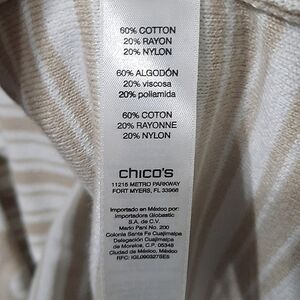 60% COTTON
20% RAYON
20% NYLON
60% ALGODÓN
20% viscosa
20% poliamida
60% COTON
20% RAYONNE
20% NYLON
chico's
11215 METRO PARKWAY
FORT MYERS, FL 33966
Importado en México por:
Importadora Globastic
S.A. de C.V.
Mario Pani No. 200
Colonia Santa Fe Cuajimalpa
Delegación Cuajimalpa
de Morelos, C.P. 05348
Ciudad de México, México
RFC: IGL090327SE5